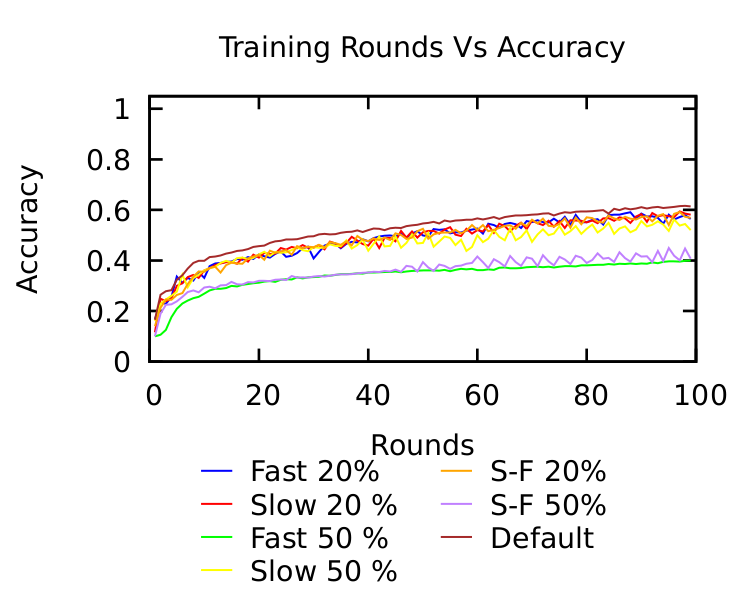 Training Rounds Vs Accuracy
Accuracy
1
0.8
0.6
0.4
0.2
0
0 20 40 60 80 100
Rounds
Fast 20% S-F 20%
Slow 20 % S-F 50%
Fast 50 % Default
Slow 50 %